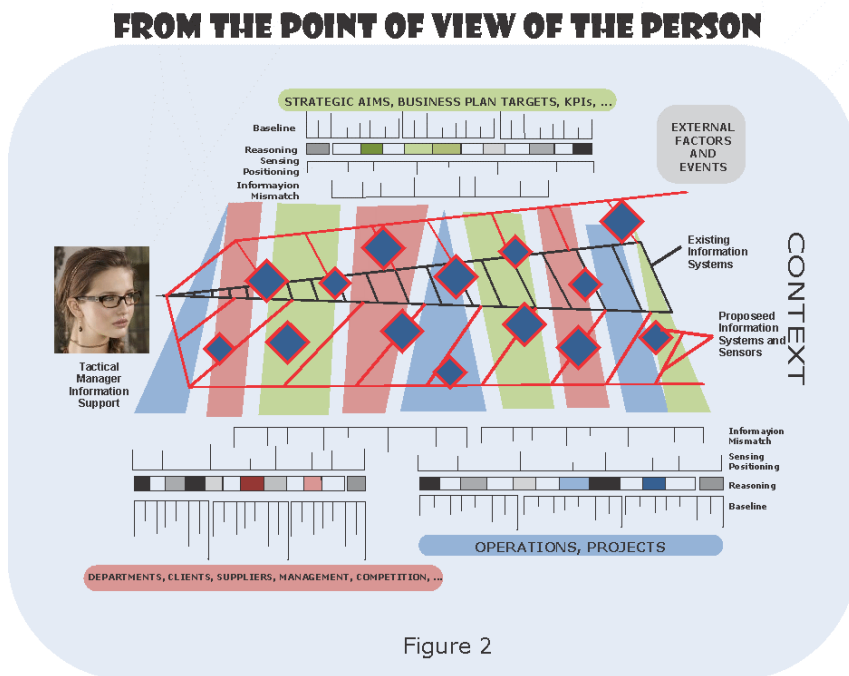 FROM THE POINT OF VIEW OF THE PERSON
STRATEGIC AIMS, BUSINESS PLAN TARGETS, KPIs, ...
Baseline
Reasoning
Sensing
Positioning
Informayion
Mismatch
EXTERNAL
FACTORS
AND
EVENTS
Existing
Information
Systems
CONTEXT
Proposeed
Information
Systems and
Sensors
Tactical
Manager
Information
Support
Informayion
Mismatch
Sensing
Positioning
Reasoning
Baseline
OPERATIONS, PROJECTS
DEPARTMENTS, CLIENTS, SUPPLIERS, MANAGEMENT, COMPETITION, ...
Figure 2